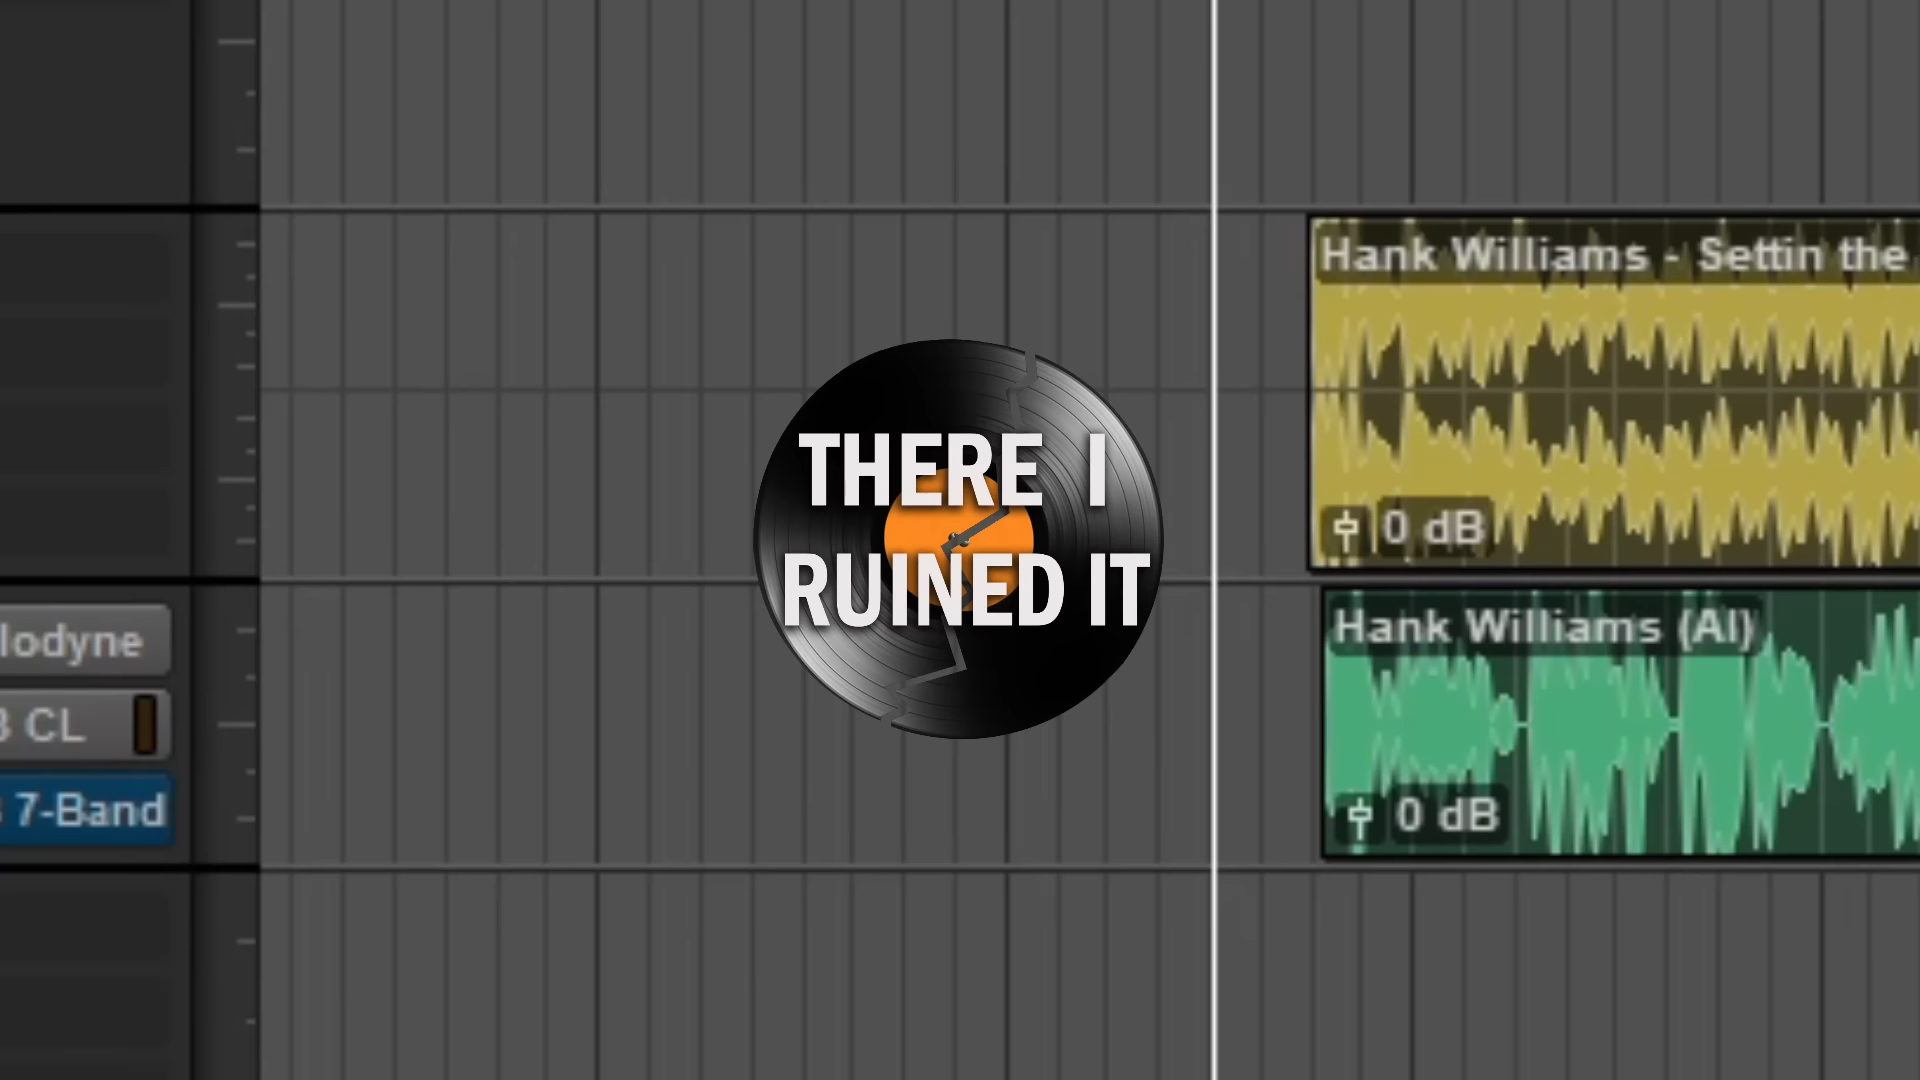 Hank Williams - Settin the
THERE I
RUINED IT
0 dB
lodyne
Hank Williams (AI)
CL
7-Band
0 dB